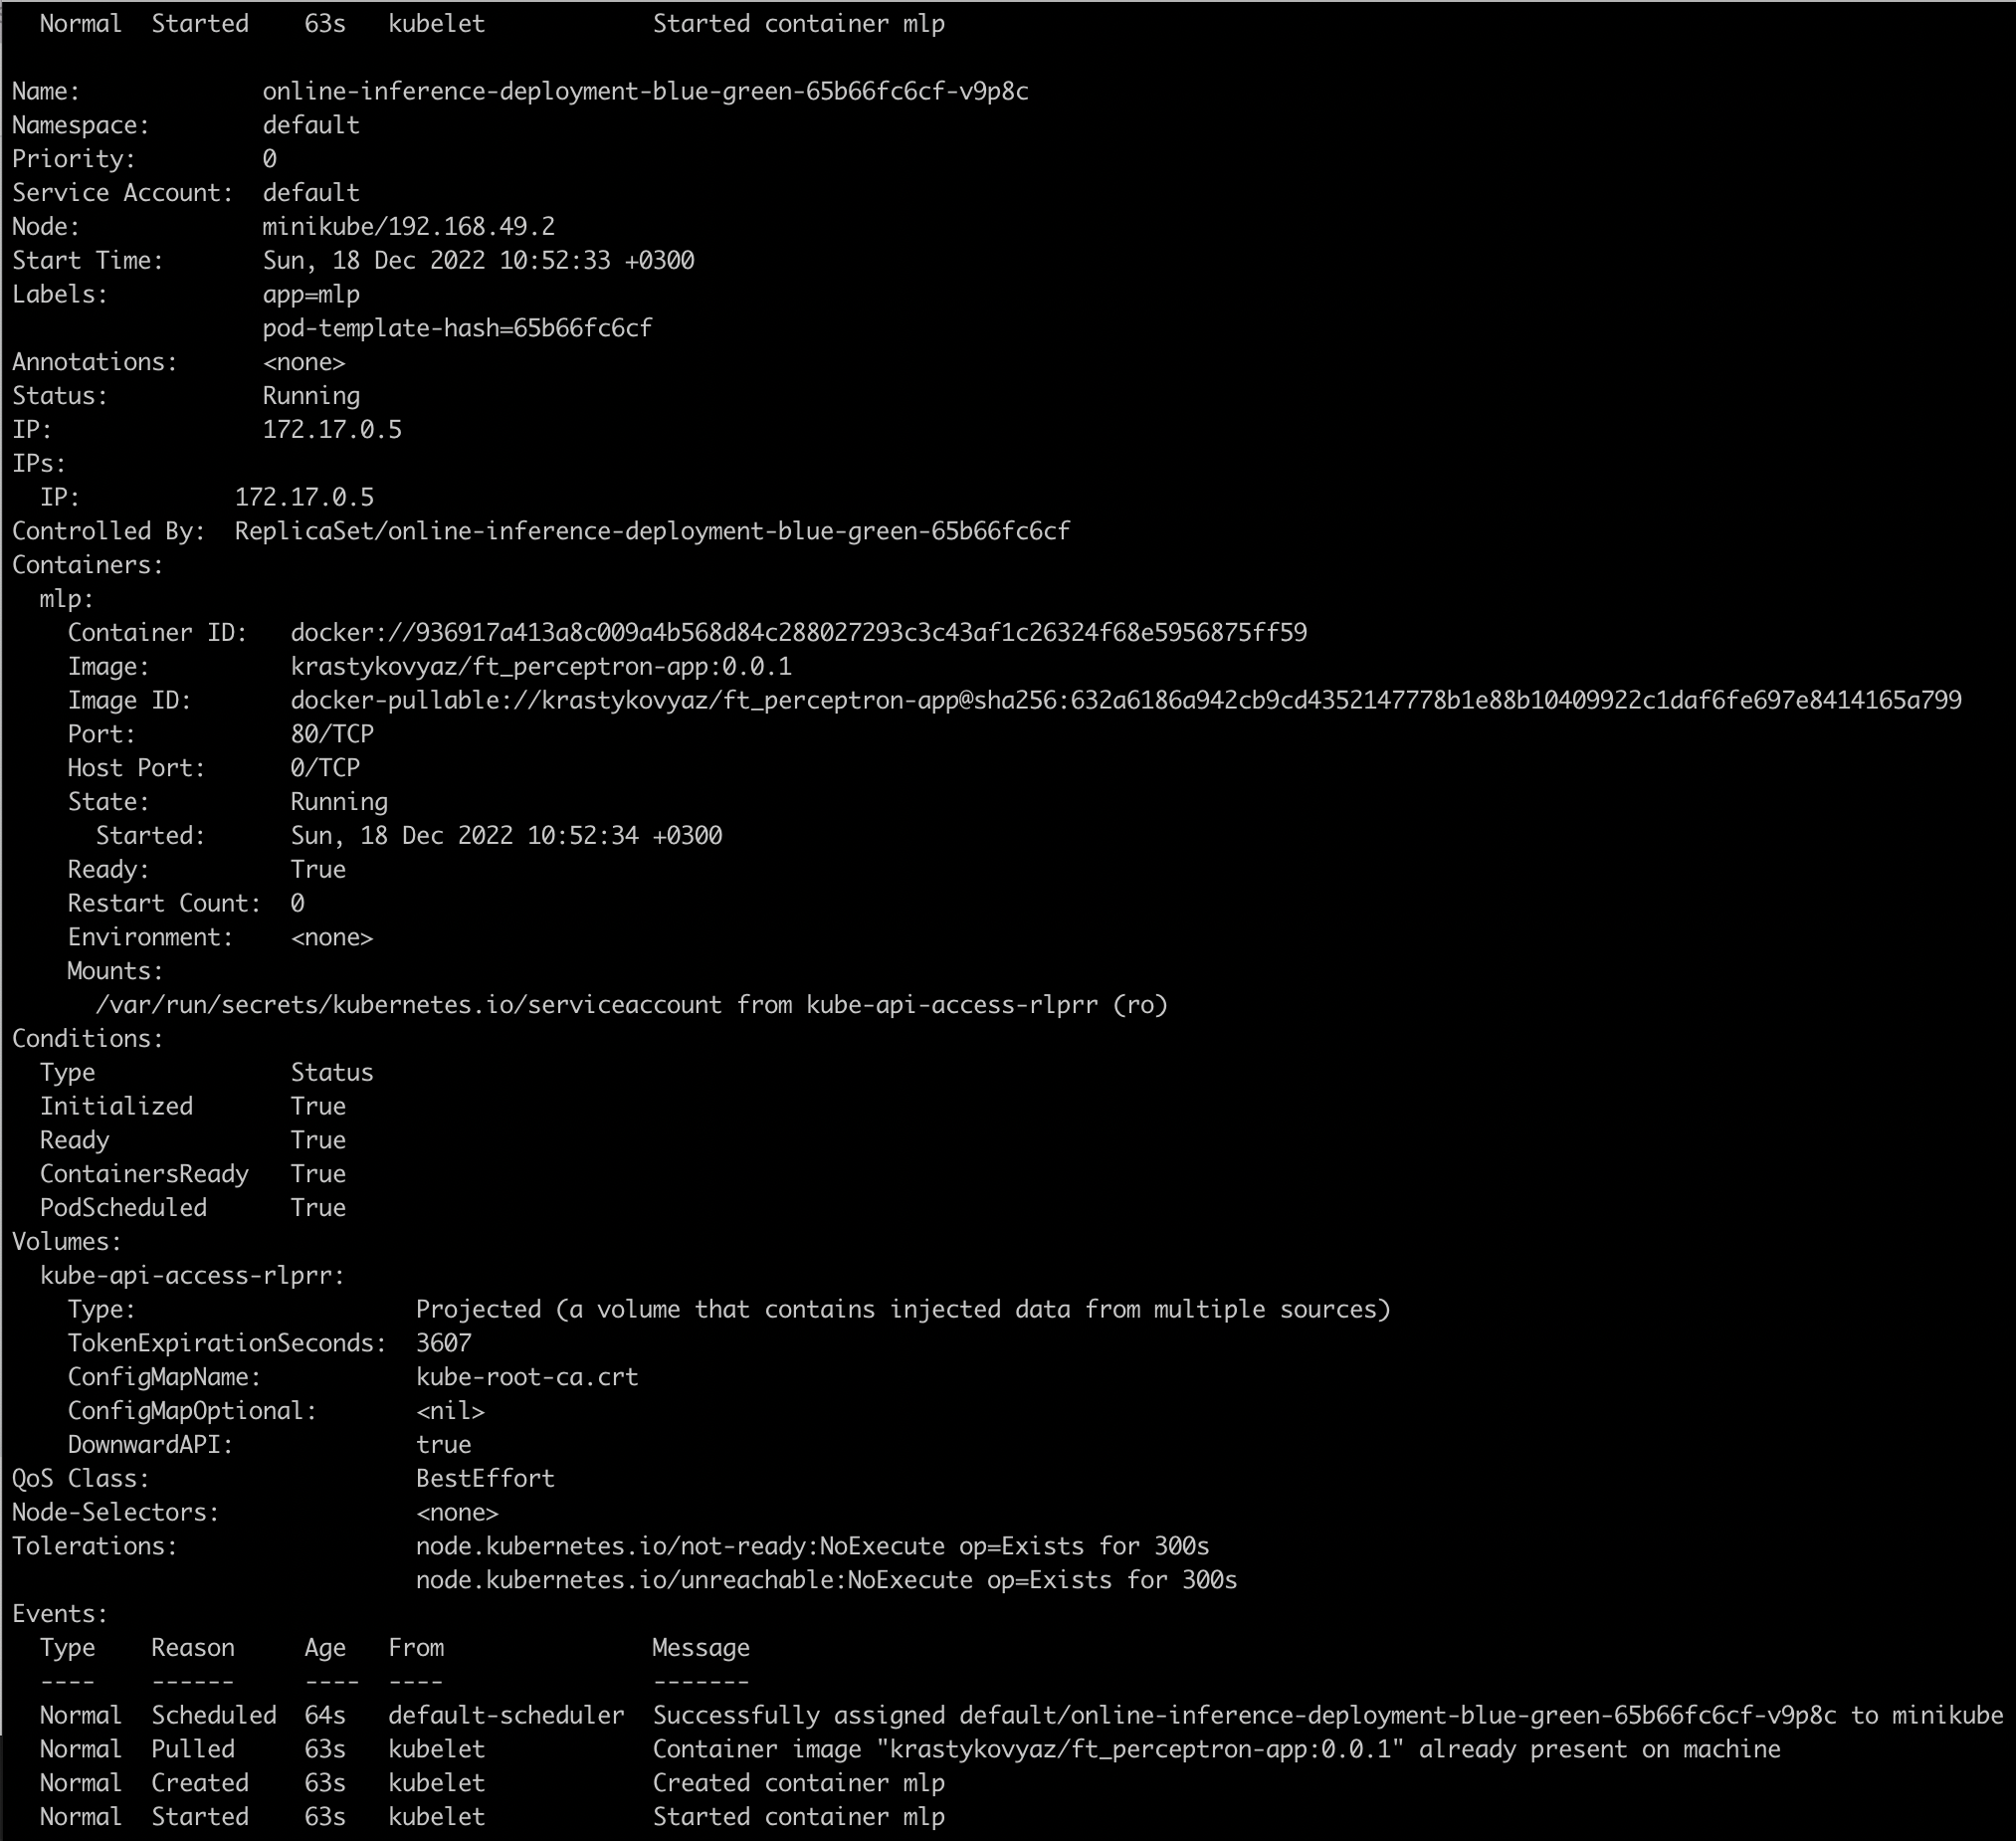 Normal  Started    63s   kubelet            Started container mlp
Name:             online-inference-deployment-blue-green-65b66fc6cf-v9p8c
Namespace:        default
Priority:         0
Service Account:  default
Node:             minikube/192.168.49.2
Start Time:       Sun, 18 Dec 2022 10:52:33 +0300
Labels:           app=mlp
                  pod-template-hash=65b66fc6cf
Annotations:      <none>
Status:           Running
IP:               172.17.0.5
IPs:
  IP:           172.17.0.5
Controlled By:  ReplicaSet/online-inference-deployment-blue-green-65b66fc6cf
Containers:
  mlp:
    Container ID:   docker://936917a413a8c009a4b568d84c288027293c3c43af1c26324f68e5956875ff59
    Image:          krastykovyaz/ft_perceptron-app:0.0.1
    Image ID:       docker-pullable://krastykovyaz/ft_perceptron-app@sha256:632a6186a942cb9cd4352147778b1e88b10409922c1daf6fe697e8414165a799
    Port:           80/TCP
    Host Port:      0/TCP
    State:          Running
      Started:      Sun, 18 Dec 2022 10:52:34 +0300
    Ready:          True
    Restart Count:  0
    Environment:    <none>
    Mounts:
      /var/run/secrets/kubernetes.io/serviceaccount from kube-api-access-rlprr (ro)
Conditions:
  Type              Status
  Initialized       True
  Ready             True
  ContainersReady   True
  PodScheduled      True
Volumes:
  kube-api-access-rlprr:
    Type:                    Projected (a volume that contains injected data from multiple sources)
    TokenExpirationSeconds:  3607
    ConfigMapName:           kube-root-ca.crt
    ConfigMapOptional:       <nil>
    DownwardAPI:             true
QoS Class:                   BestEffort
Node-Selectors:              <none>
Tolerations:                 node.kubernetes.io/not-ready:NoExecute op=Exists for 300s
                             node.kubernetes.io/unreachable:NoExecute op=Exists for 300s
Events:
  Type    Reason     Age   From               Message
  ----    ------     ----  ----               -------
  Normal  Scheduled  64s   default-scheduler  Successfully assigned default/online-inference-deployment-blue-green-65b66fc6cf-v9p8c to minikube
  Normal  Pulled     63s   kubelet            Container image "krastykovyaz/ft_perceptron-app:0.0.1" already present on machine
  Normal  Created    63s   kubelet            Created container mlp
  Normal  Started    63s   kubelet            Started container mlp